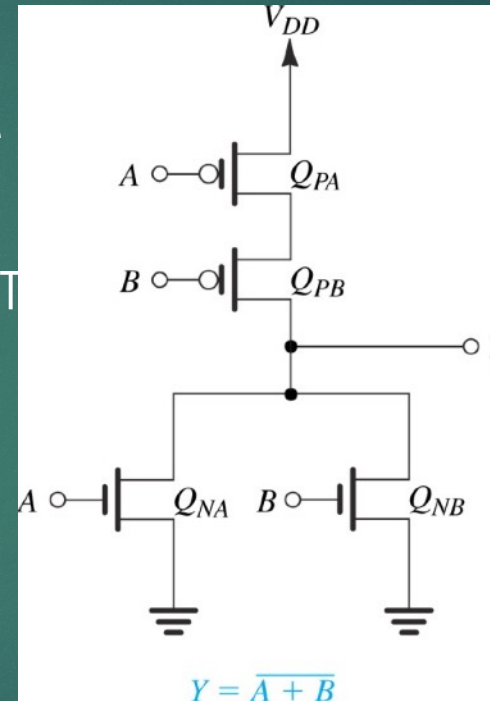 V_DD
A Q_PA
B Q_PB
T
A Q_NA B Q_NB
Y = \overline{A + B}